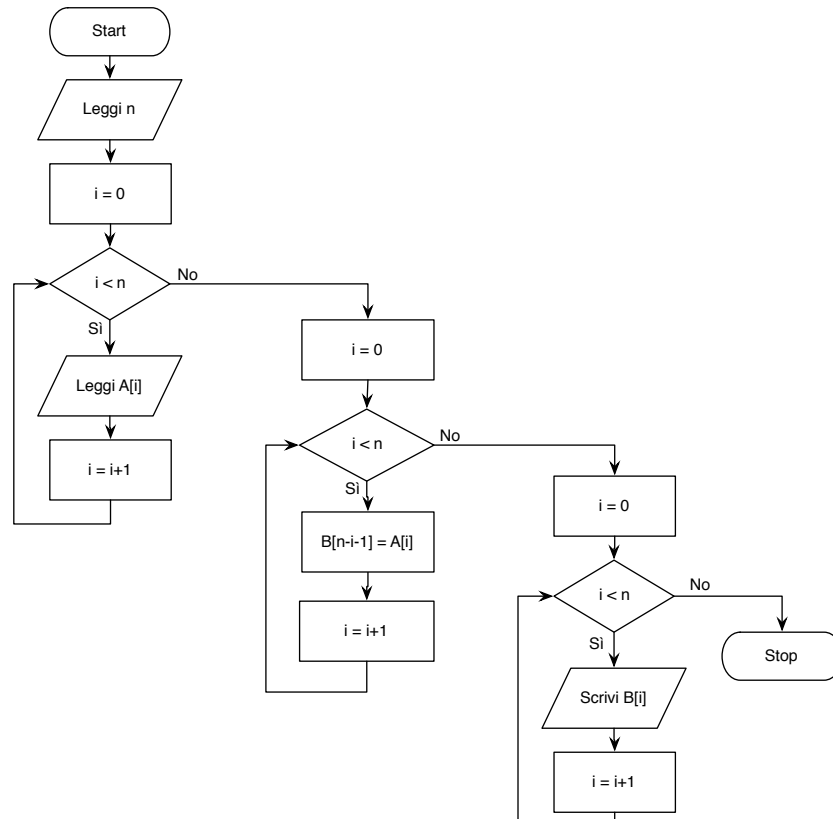 Start
Leggi n
i = 0
i < n
No
Sì
Leggi A[i]
i = i+1
i = 0
i < n
No
Sì
B[n-i-1] = A[i]
i = i+1
i = 0
i < n
No
Sì
Stop
Scrivi B[i]
i = i+1